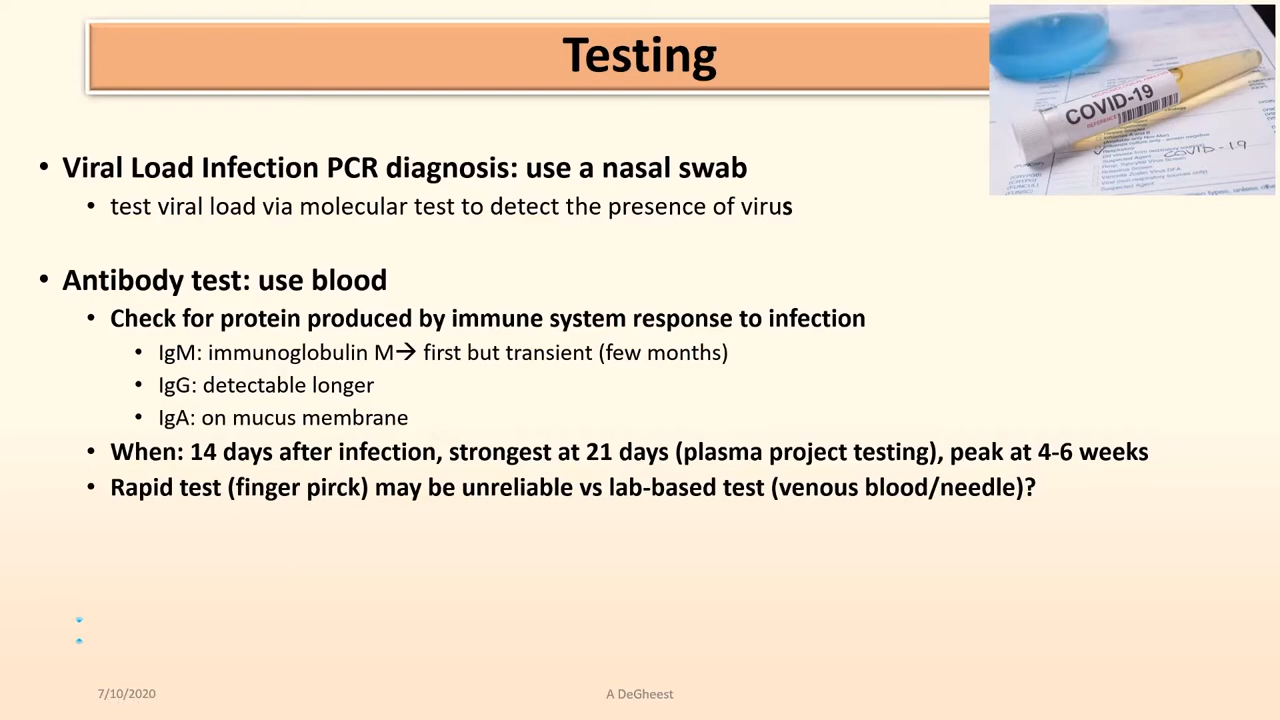 Testing
COVID-19
COVID-19
• Viral Load Infection PCR diagnosis: use a nasal swab
• test viral load via molecular test to detect the presence of virus
• Antibody test: use blood
• Check for protein produced by immune system response to infection
• IgM: immunoglobulin M→ first but transient (few months)
• IgG: detectable longer
• IgA: on mucus membrane
• When: 14 days after infection, strongest at 21 days (plasma project testing), peak at 4-6 weeks
• Rapid test (finger pirck) may be unreliable vs lab-based test (venous blood/needle)?
7/10/2020
A DeGheest